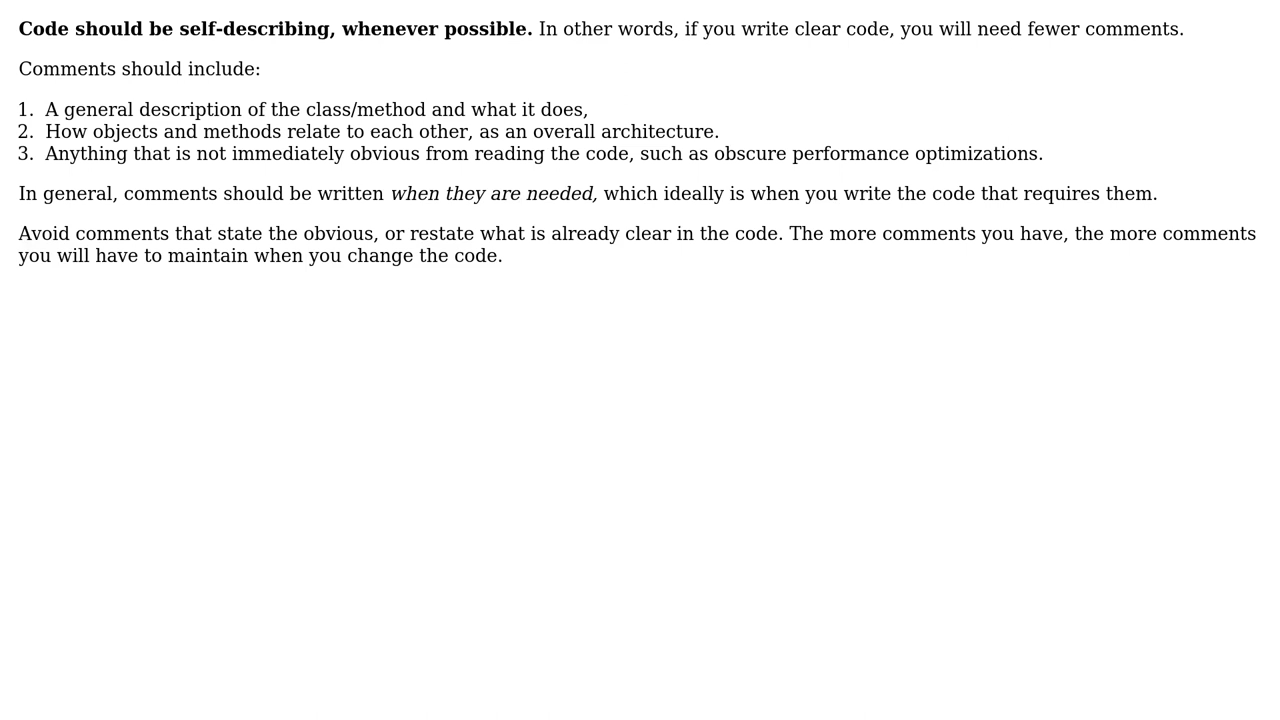 Code should be self-describing, whenever possible. In other words, if you write clear code, you will need fewer comments.
Comments should include:
1. A general description of the class/method and what it does,
2. How objects and methods relate to each other, as an overall architecture.
3. Anything that is not immediately obvious from reading the code, such as obscure performance optimizations.
In general, comments should be written when they are needed, which ideally is when you write the code that requires them.
Avoid comments that state the obvious, or restate what is already clear in the code. The more comments you have, the more comments
you will have to maintain when you change the code.